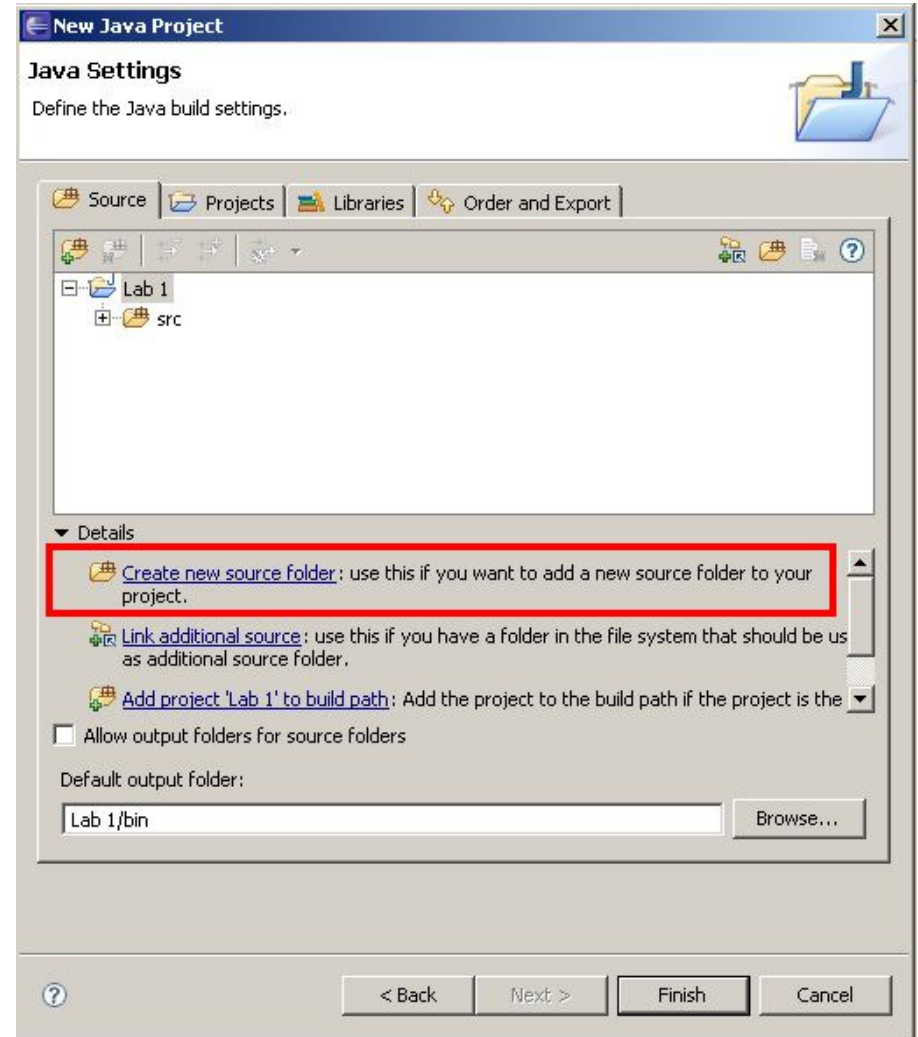 New Java Project
Java Settings
Define the Java build settings.
Source Projects Libraries Order and Export
Lab 1
src
Details
Create new source folder: use this if you want to add a new source folder to your
project.
Link additional source: use this if you have a folder in the file system that should be us
as additional source folder.
Add project 'Lab 1' to build path: Add the project to the build path if the project is the
Allow output folders for source folders
Default output folder:
Lab 1/bin
Browse...
< Back Next > Finish Cancel